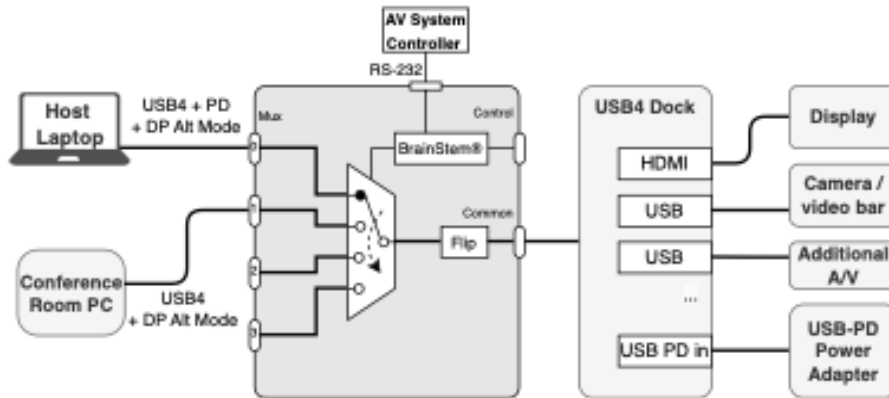 AV System
Controller
RS-232
Host
Laptop
USB4 + PD
+ DP Alt Mode
Mux
Control
BrainStem®
0
1
2
3
Common
Flip
Conference
Room PC
USB4
+ DP Alt Mode
USB4 Dock
HDMI
USB
USB
...
USB PD in
Display
Camera /
video bar
Additional
A/V
USB-PD
Power
Adapter